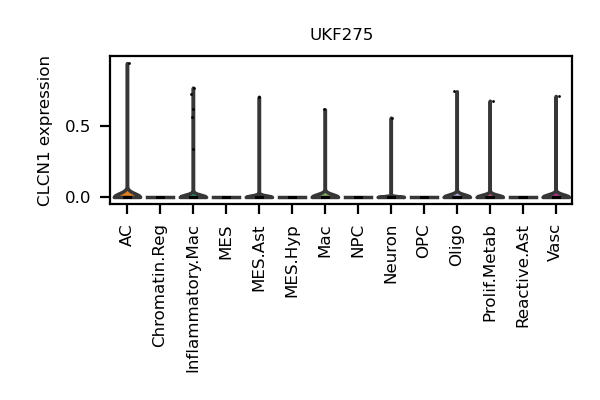 UKF275
CLCN1 expression
0.5
0.0
AC
Chromatin.Reg
Inflammatory.Mac
MES
MES.Ast
MES.Hyp
Mac
NPC
Neuron
OPC
Oligo
Prolif.Metab
Reactive.Ast
Vasc